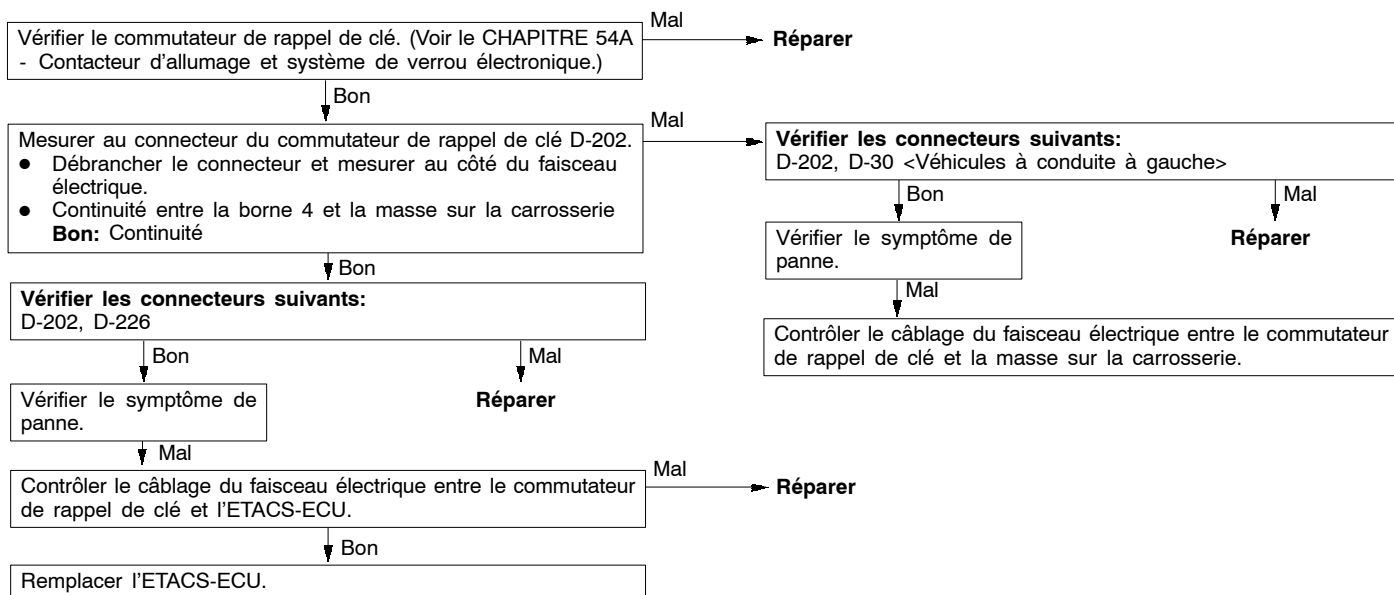 Vérifier le commutateur de rappel de clé. (Voir le CHAPITRE 54A
- Contacteur d'allumage et système de verrou électronique.)
Mal
Réparer
Bon
Mesurer au connecteur du commutateur de rappel de clé D-202.
● Débrancher le connecteur et mesurer au côté du faisceau
électrique.
● Continuité entre la borne 4 et la masse sur la carrosserie
Bon: Continuité
Mal
Vérifier les connecteurs suivants:
D-202, D-30 <Véhicules à conduite à gauche>
Bon
Mal
Vérifier le symptôme de
panne.
Réparer
Mal
Contrôler le câblage du faisceau électrique entre le commutateur
de rappel de clé et la masse sur la carrosserie.
Bon
Vérifier les connecteurs suivants:
D-202, D-226
Bon
Mal
Vérifier le symptôme de
panne.
Réparer
Mal
Contrôler le câblage du faisceau électrique entre le commutateur
de rappel de clé et l'ETACS-ECU.
Mal
Réparer
Bon
Remplacer l'ETACS-ECU.